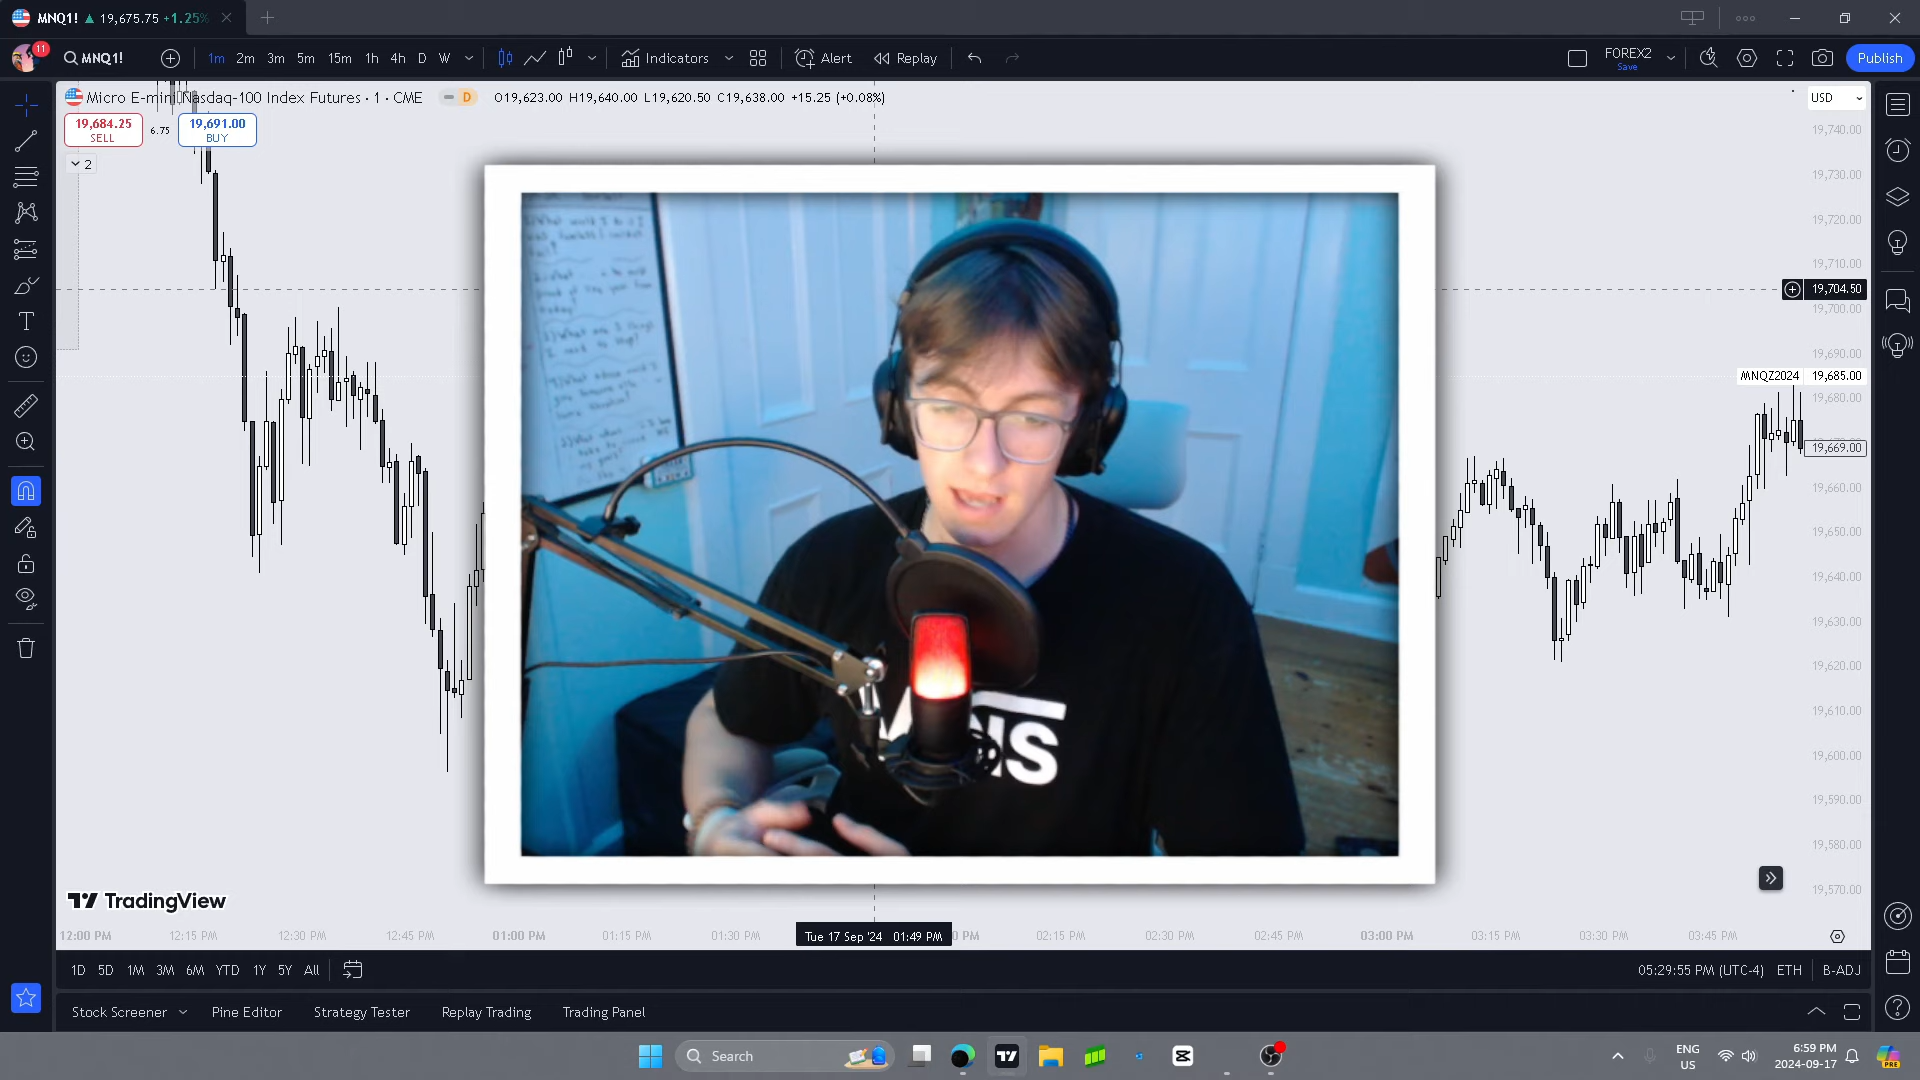 MNQ1! ▲ 19,675.75 +1.25%
11
MNQ1!
1m 2m 3m 5m 15m 1h 4h D W
Indicators
Alert
Replay
FOREX2
Save
Publish
Micro E-mini Nasdaq-100 Index Futures · 1 · CME
D
O19,623.00 H19,640.00 L19,620.50 C19,638.00 +15.25 (+0.08%)
USD
19,684.25
SELL
6.75
19,691.00
BUY
2
19,740.00
19,730.00
19,720.00
19,710.00
19,704.50
19,700.00
19,690.00
MNQZ2024 19,685.00
19,680.00
19,669.00
19,660.00
19,650.00
19,640.00
19,630.00
19,620.00
19,610.00
19,600.00
19,590.00
19,580.00
19,570.00
TradingView
12:00 PM 12:15 PM 12:30 PM 12:45 PM 01:00 PM 01:15 PM 01:30 PM Tue 17 Sep '24 01:49 PM PM 02:15 PM 02:30 PM 02:45 PM 03:00 PM 03:15 PM 03:30 PM 03:45 PM
1D 5D 1M 3M 6M YTD 1Y 5Y All
05:29:55 PM (UTC-4) ETH B-ADJ
Stock Screener Pine Editor Strategy Tester Replay Trading Trading Panel
Search
ENG
US
6:59 PM
2024-09-17
PRE